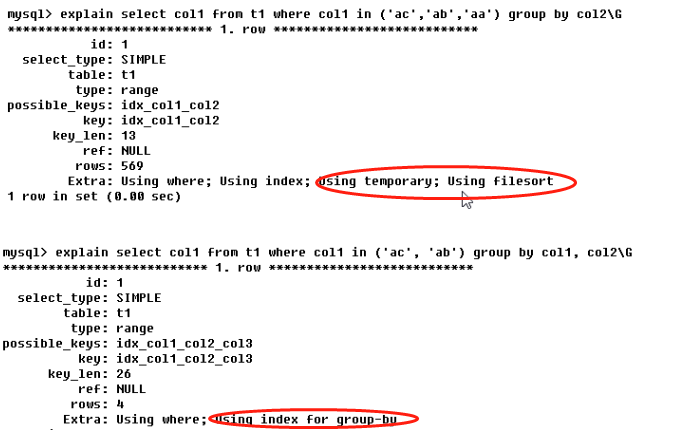 mysql> explain select col1 from t1 where col1 in ('ac','ab','aa') group by col2\G
*************************** 1. row ***************************
id: 1
select_type: SIMPLE
table: t1
type: range
possible_keys: idx_col1_col2
key: idx_col1_col2
key_len: 13
ref: NULL
rows: 569
Extra: Using where; Using index; Using temporary; Using filesort
1 row in set (0.00 sec)
mysql> explain select col1 from t1 where col1 in ('ac', 'ab') group by col1, col2\G
*************************** 1. row ***************************
id: 1
select_type: SIMPLE
table: t1
type: range
possible_keys: idx_col1_col2_col3
key: idx_col1_col2_col3
key_len: 26
ref: NULL
rows: 4
Extra: Using where; Using index for group-by